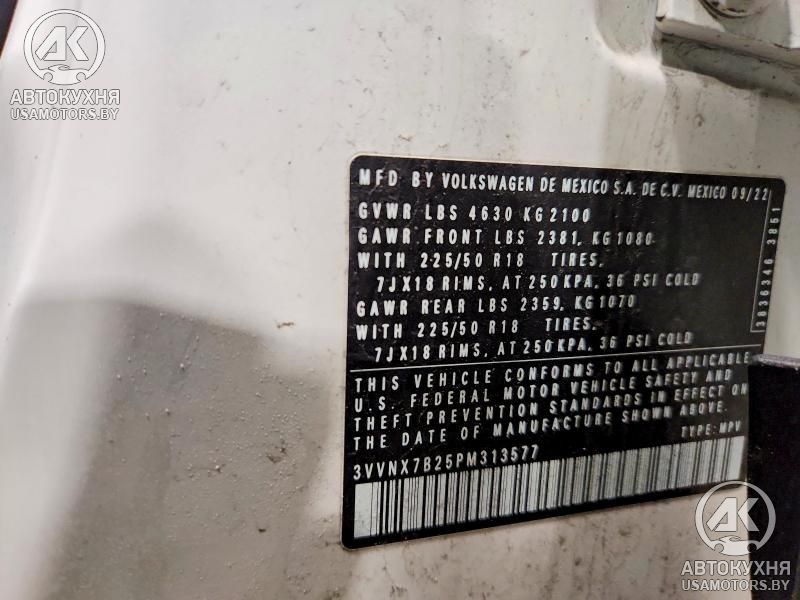 АК
АВТОКУХНЯ
USAMOTORS.BY
MFD BY VOLKSWAGEN DE MEXICO S.A. DE C.V. MEXICO 09/22
GVWR LBS 4630 KG 2100
GAWR FRONT LBS 2381, KG 1080
WITH 225/50 R18 TIRES,
7JX18 RIMS, AT 250 KPA, 36 PSI COLD
GAWR REAR LBS 2359, KG 1070
WITH 225/50 R18 TIRES,
7JX18 RIMS, AT 250 KPA, 36 PSI COLD
3836346 3851
THIS VEHICLE CONFORMS TO ALL APPLICABLE
U.S. FEDERAL MOTOR VEHICLE SAFETY AND
THEFT PREVENTION STANDARDS IN EFFECT ON
THE DATE OF MANUFACTURE SHOWN ABOVE.
TYPE: MPV
3VVNX7B25PM313577
АК
АВТОКУХНЯ
USAMOTORS.BY